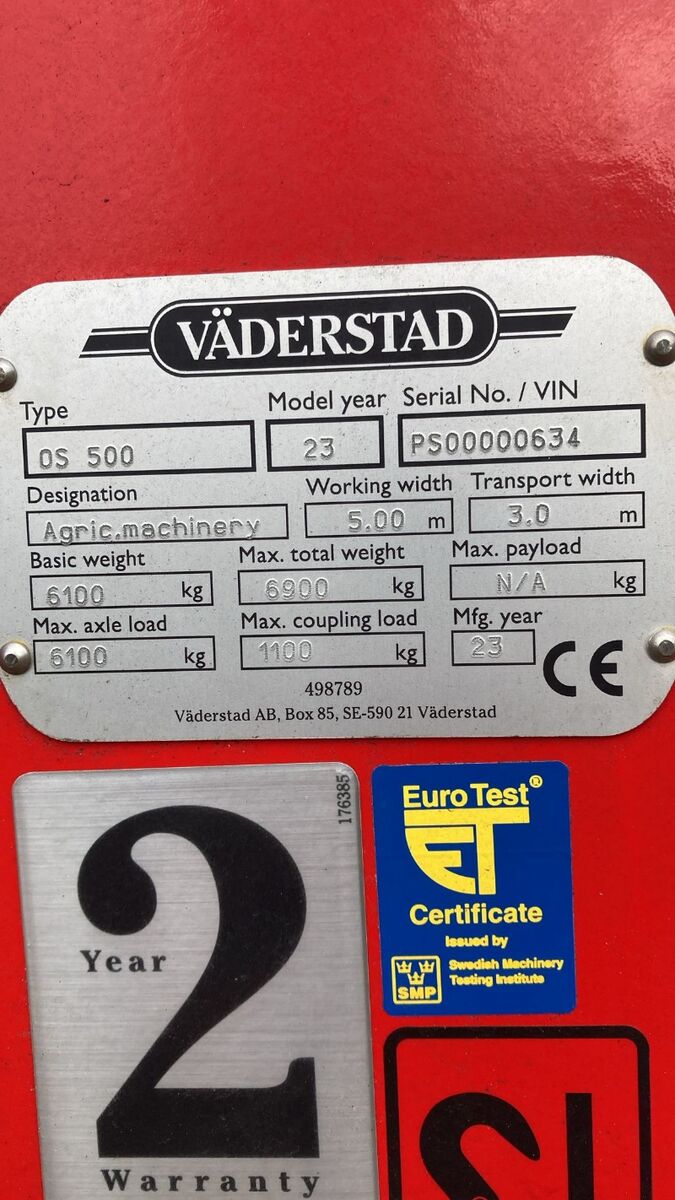 VÄDERSTAD
Type Model year Serial No. / VIN
OS 500 23 PS00000634
Designation Working width Transport width
Agric.machinery 5.00 m 3.0 m
Basic weight Max. total weight Max. payload
6100 kg 6900 kg N/A kg
Max. axle load Max. coupling load Mfg. year
6100 kg 1100 kg 23 CE
498789
Väderstad AB, Box 85, SE-590 21 Väderstad
176385
2
Year
Warranty
Euro Test®
ET
Certificate
Issued by
SMP
Swedish Machinery
Testing Institute